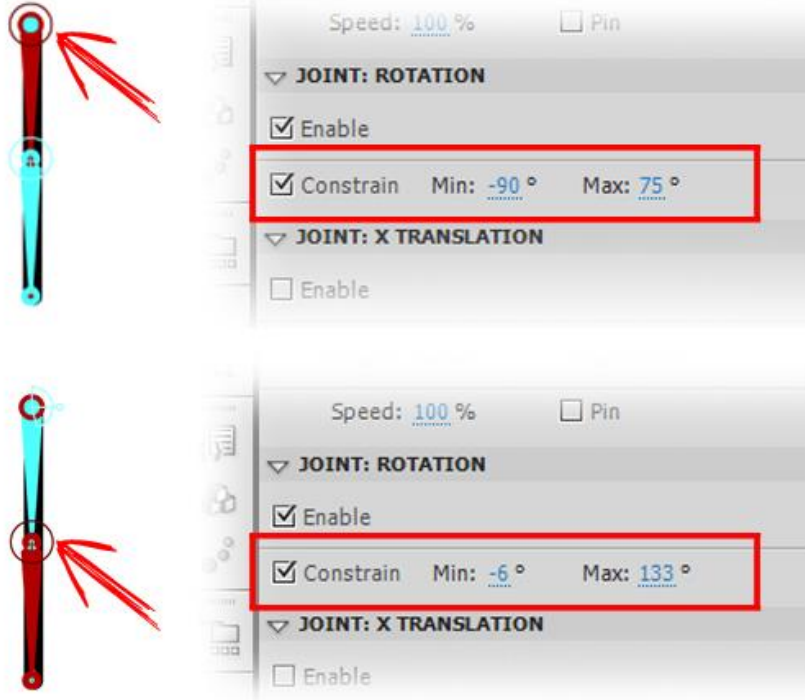 Speed: 100 % Pin
JOINT: ROTATION
Enable
Constrain Min: -90 ° Max: 75 °
JOINT: X TRANSLATION
Enable
Speed: 100 % Pin
JOINT: ROTATION
Enable
Constrain Min: -6 ° Max: 133 °
JOINT: X TRANSLATION
Enable